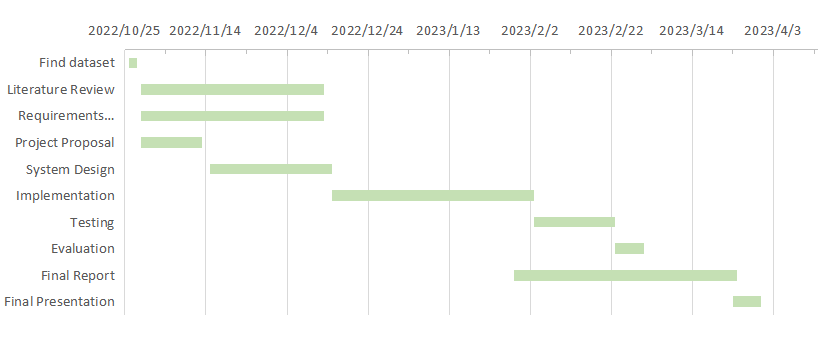 2022/10/25 2022/11/14 2022/12/4 2022/12/24 2023/1/13 2023/2/2 2023/2/22 2023/3/14 2023/4/3
Find dataset
Literature Review
Requirements...
Project Proposal
System Design
Implementation
Testing
Evaluation
Final Report
Final Presentation